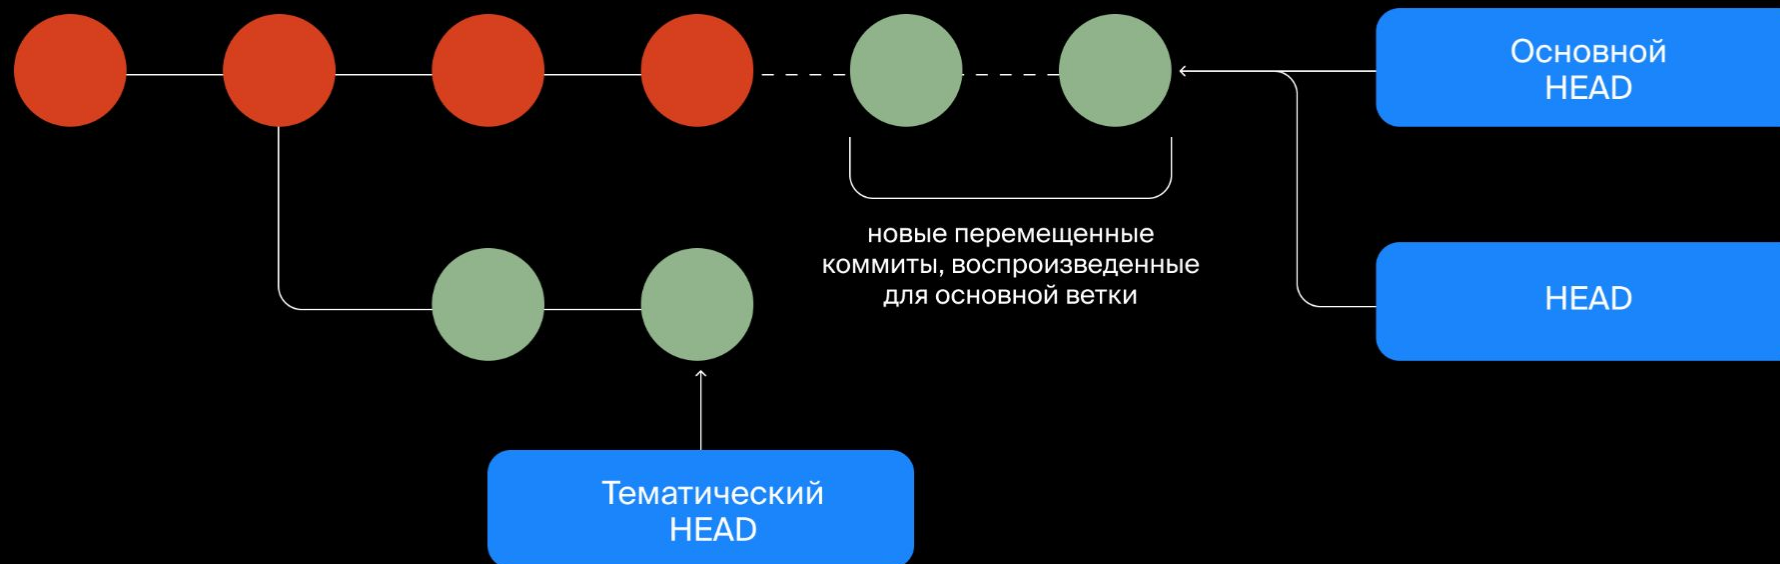 Основной
HEAD
новые перемещенные
коммиты, воспроизведенные
для основной ветки
HEAD
Тематический
HEAD